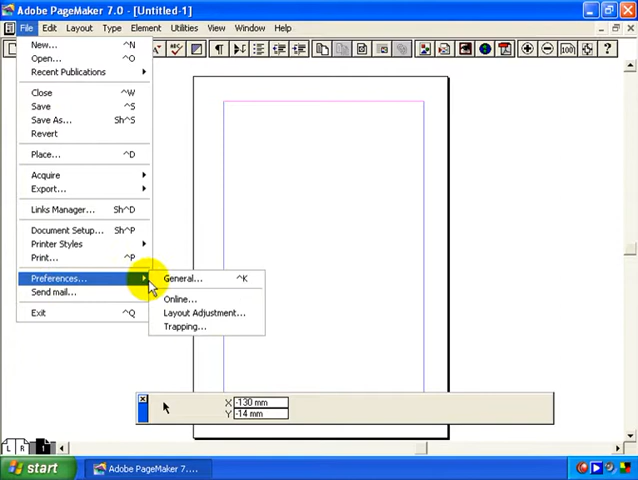 Adobe PageMaker 7.0 - [Untitled-1]
File Edit Layout Type Element Utilities View Window Help
New... ^N
Open... ^O
Recent Publications
Close ^W
Save ^S
Save As... Sh^S
Revert
Place... ^D
Acquire
Export...
Links Manager... Sh^D
Document Setup... Sh^P
Printer Styles
Print... ^P
Preferences...
General... ^K
Send mail...
Online...
Exit ^Q
Layout Adjustment...
Trapping...
X -130 mm
Y -14 mm
L R 1
start Adobe PageMaker 7....